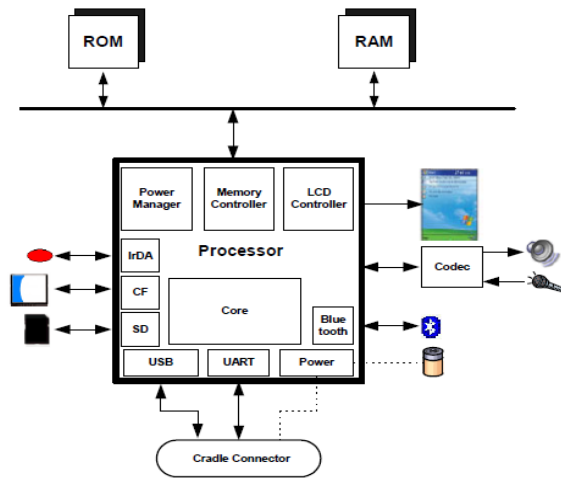 ROM
RAM
Power
Manager
Memory
Controller
LCD
Controller
Processor
IrDA
CF
SD
Core
Blue
tooth
USB
UART
Power
Codec
Cradle Connector